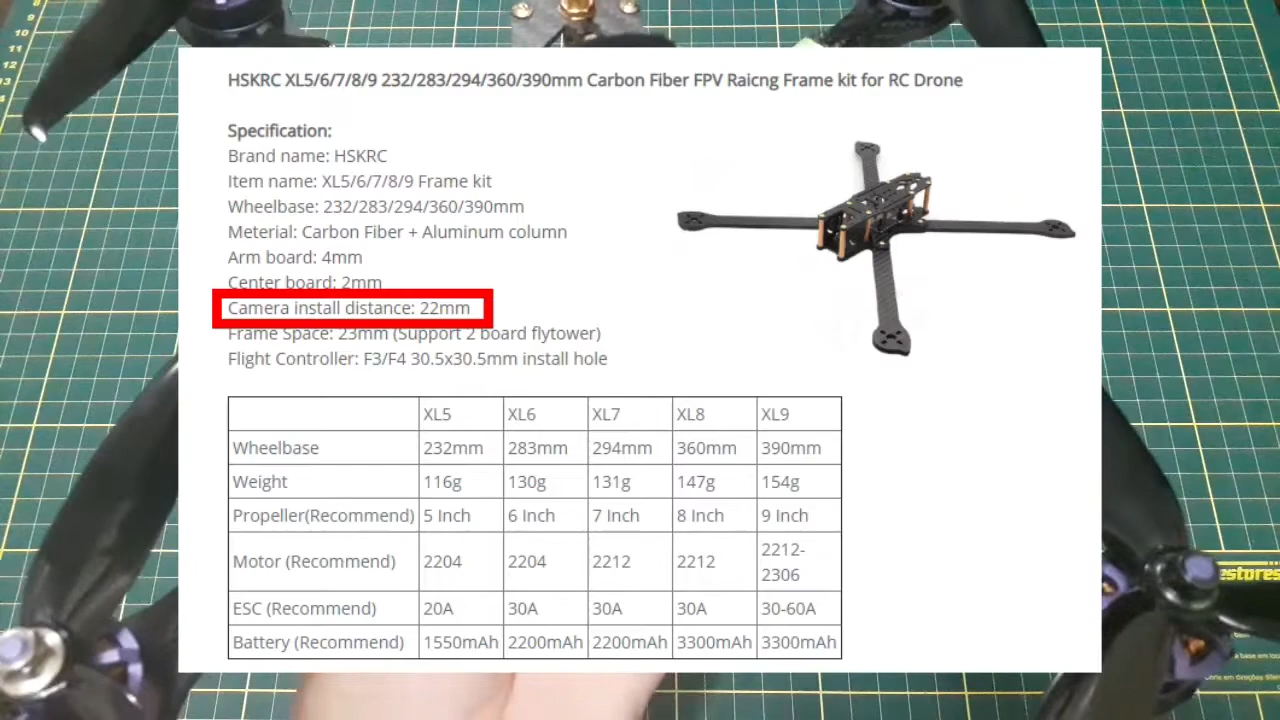 HSKRC XL5/6/7/8/9 232/283/294/360/390mm Carbon Fiber FPV Raicng Frame kit for RC Drone
Specification:
Brand name: HSKRC
Item name: XL5/6/7/8/9 Frame kit
Wheelbase: 232/283/294/360/390mm
Meterial: Carbon Fiber + Aluminum column
Arm board: 4mm
Center board: 2mm
Camera install distance: 22mm
Frame Space: 23mm (Support 2 board flytower)
Flight Controller: F3/F4 30.5x30.5mm install hole
XL5 XL6 XL7 XL8 XL9
Wheelbase 232mm 283mm 294mm 360mm 390mm
Weight 116g 130g 131g 147g 154g
Propeller(Recommend) 5 Inch 6 Inch 7 Inch 8 Inch 9 Inch
Motor (Recommend) 2204 2204 2212 2212 2212-
2306
ESC (Recommend) 20A 30A 30A 30A 30-60A
Battery (Recommend) 1550mAh 2200mAh 2200mAh 3300mAh 3300mAh